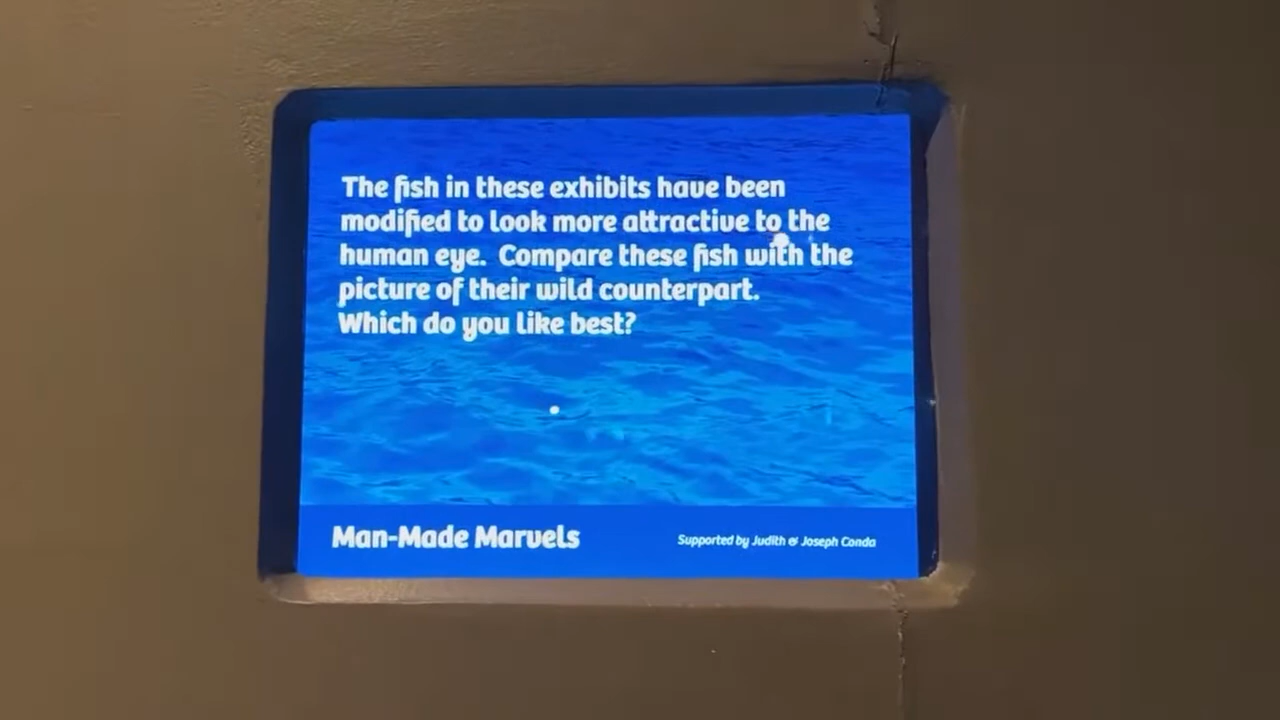 The fish in these exhibits have been
modified to look more attractive to the
human eye. Compare these fish with the
picture of their wild counterpart.
Which do you like best?
Man-Made Marvels
Supported by Judith & Joseph Conda